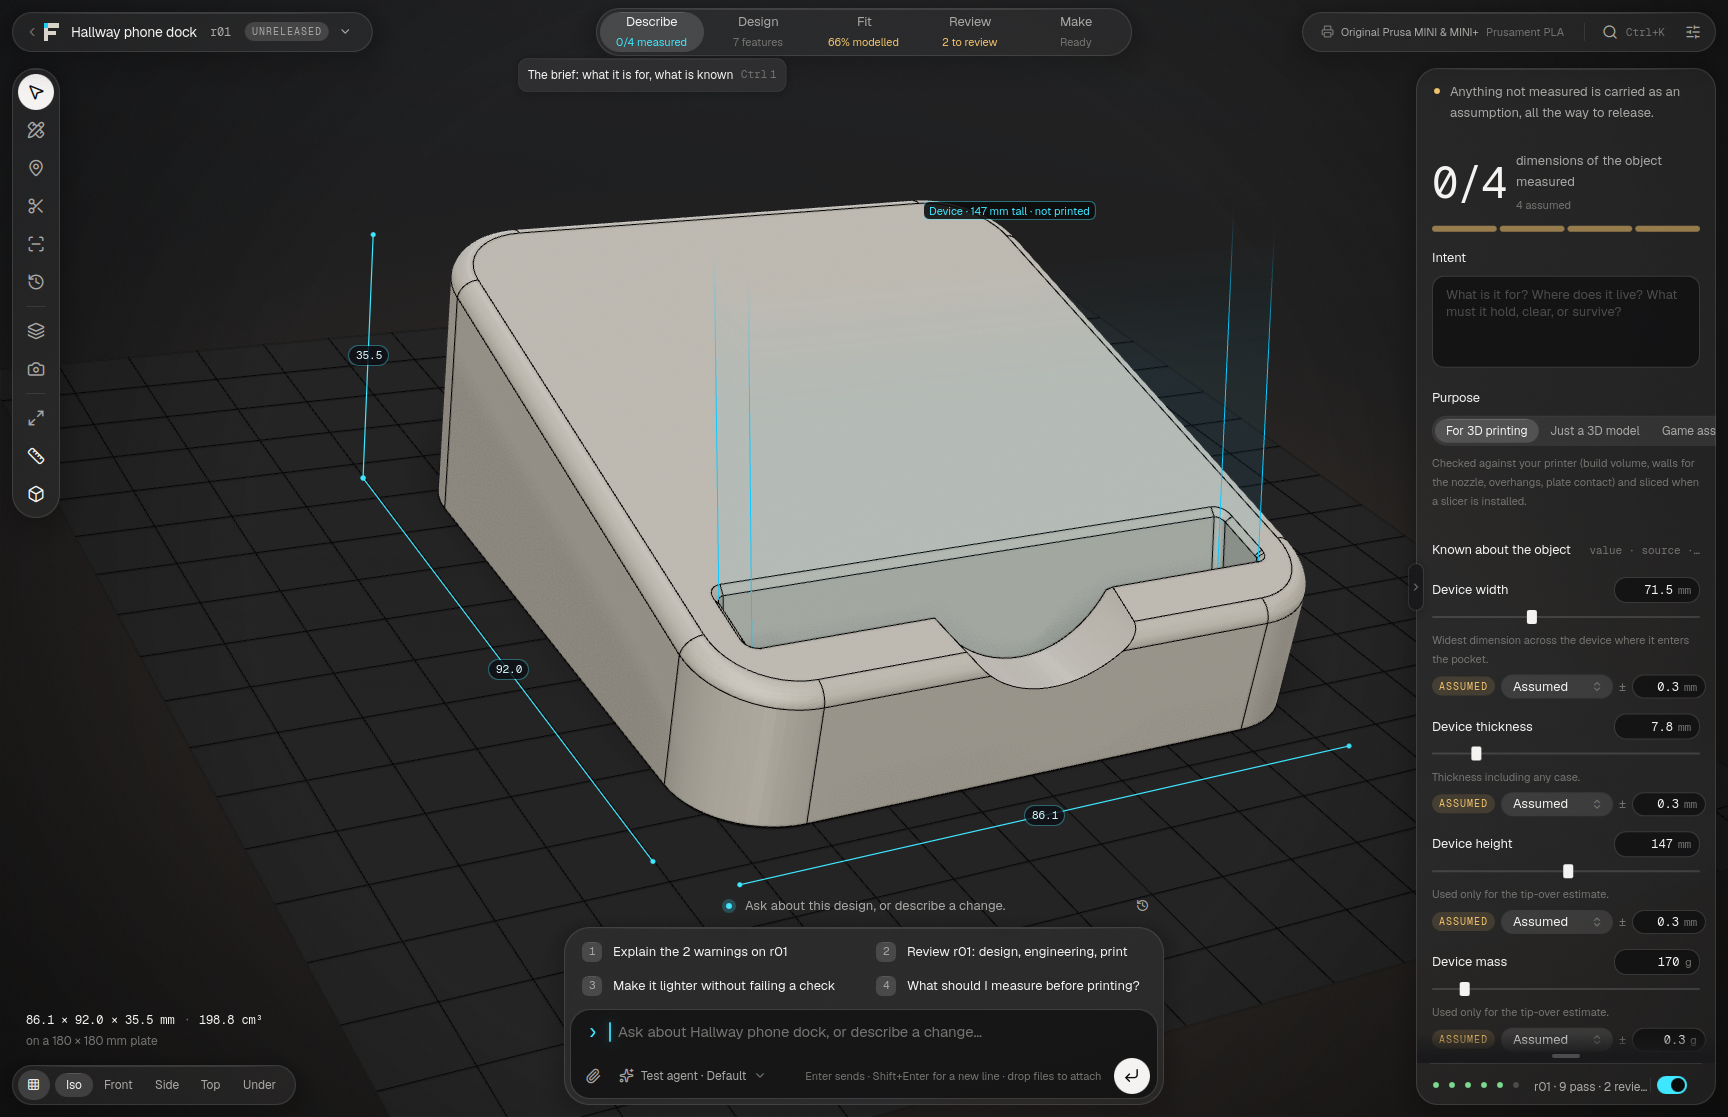 Hallway phone dock r01 UNRELEASED
Describe
0/4 measured
Design
7 features
Fit
66% modelled
Review
2 to review
Make
Ready
Original Prusa MINI & MINI+ Prusament PLA
Ctrl+K
The brief: what it is for, what is known Ctrl 1
Device · 147 mm tall · not printed
35.5
92.0
86.1
Anything not measured is carried as an
assumption, all the way to release.
0/4
dimensions of the object
measured
4 assumed
Intent
What is it for? Where does it live? What
must it hold, clear, or survive?
Purpose
For 3D printing Just a 3D model Game ass
Checked against your printer (build volume, walls for
the nozzle, overhangs, plate contact) and sliced when
a slicer is installed.
Known about the object value · source ·…
Device width 71.5 mm
Widest dimension across the device where it enters
the pocket.
ASSUMED Assumed ± 0.3 mm
Device thickness 7.8 mm
Thickness including any case.
ASSUMED Assumed ± 0.3 mm
Device height 147 mm
Used only for the tip-over estimate.
ASSUMED Assumed ± 0.3 mm
Device mass 170 g
Used only for the tip-over estimate.
ASSUMED Assumed ± 0.3 g
r01 · 9 pass · 2 revie…
Ask about this design, or describe a change.
1 Explain the 2 warnings on r01
2 Review r01: design, engineering, print
3 Make it lighter without failing a check
4 What should I measure before printing?
Ask about Hallway phone dock, or describe a change…
Test agent · Default
Enter sends · Shift+Enter for a new line · drop files to attach
86.1 × 92.0 × 35.5 mm · 198.8 cm³
on a 180 × 180 mm plate
Iso Front Side Top Under